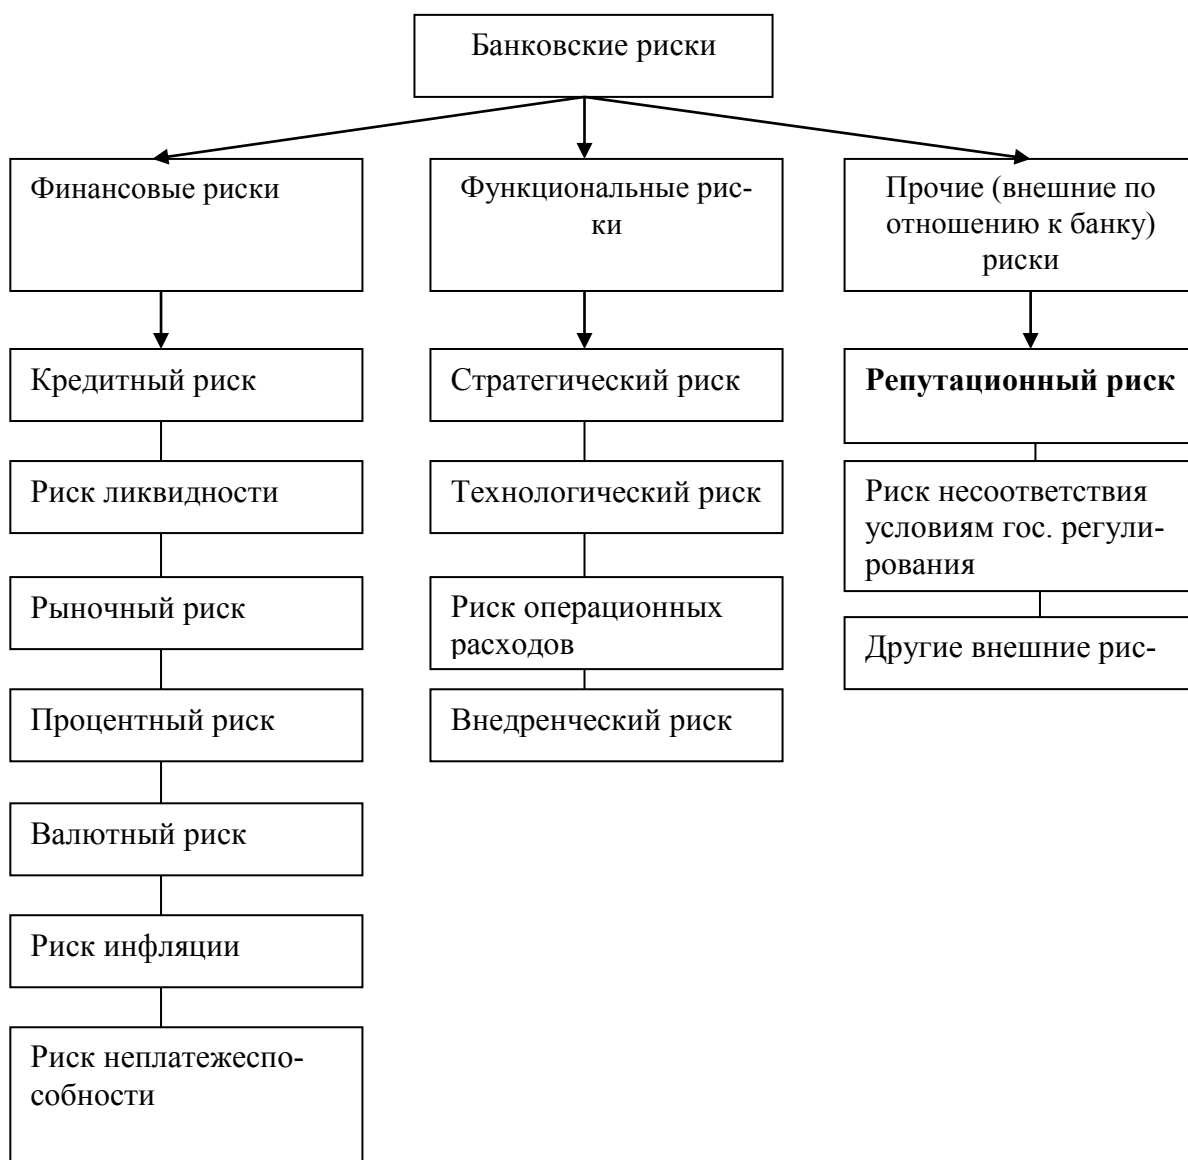 Банковские риски
Финансовые риски
Функциональные рис-
ки
Прочие (внешние по
отношению к банку)
риски
Кредитный риск
Риск ликвидности
Рыночный риск
Процентный риск
Валютный риск
Риск инфляции
Риск неплатежеспо-
собности
Стратегический риск
Технологический риск
Риск операционных
расходов
Внедренческий риск
Репутационный риск
Риск несоответствия
условиям гос. регули-
рования
Другие внешние рис-